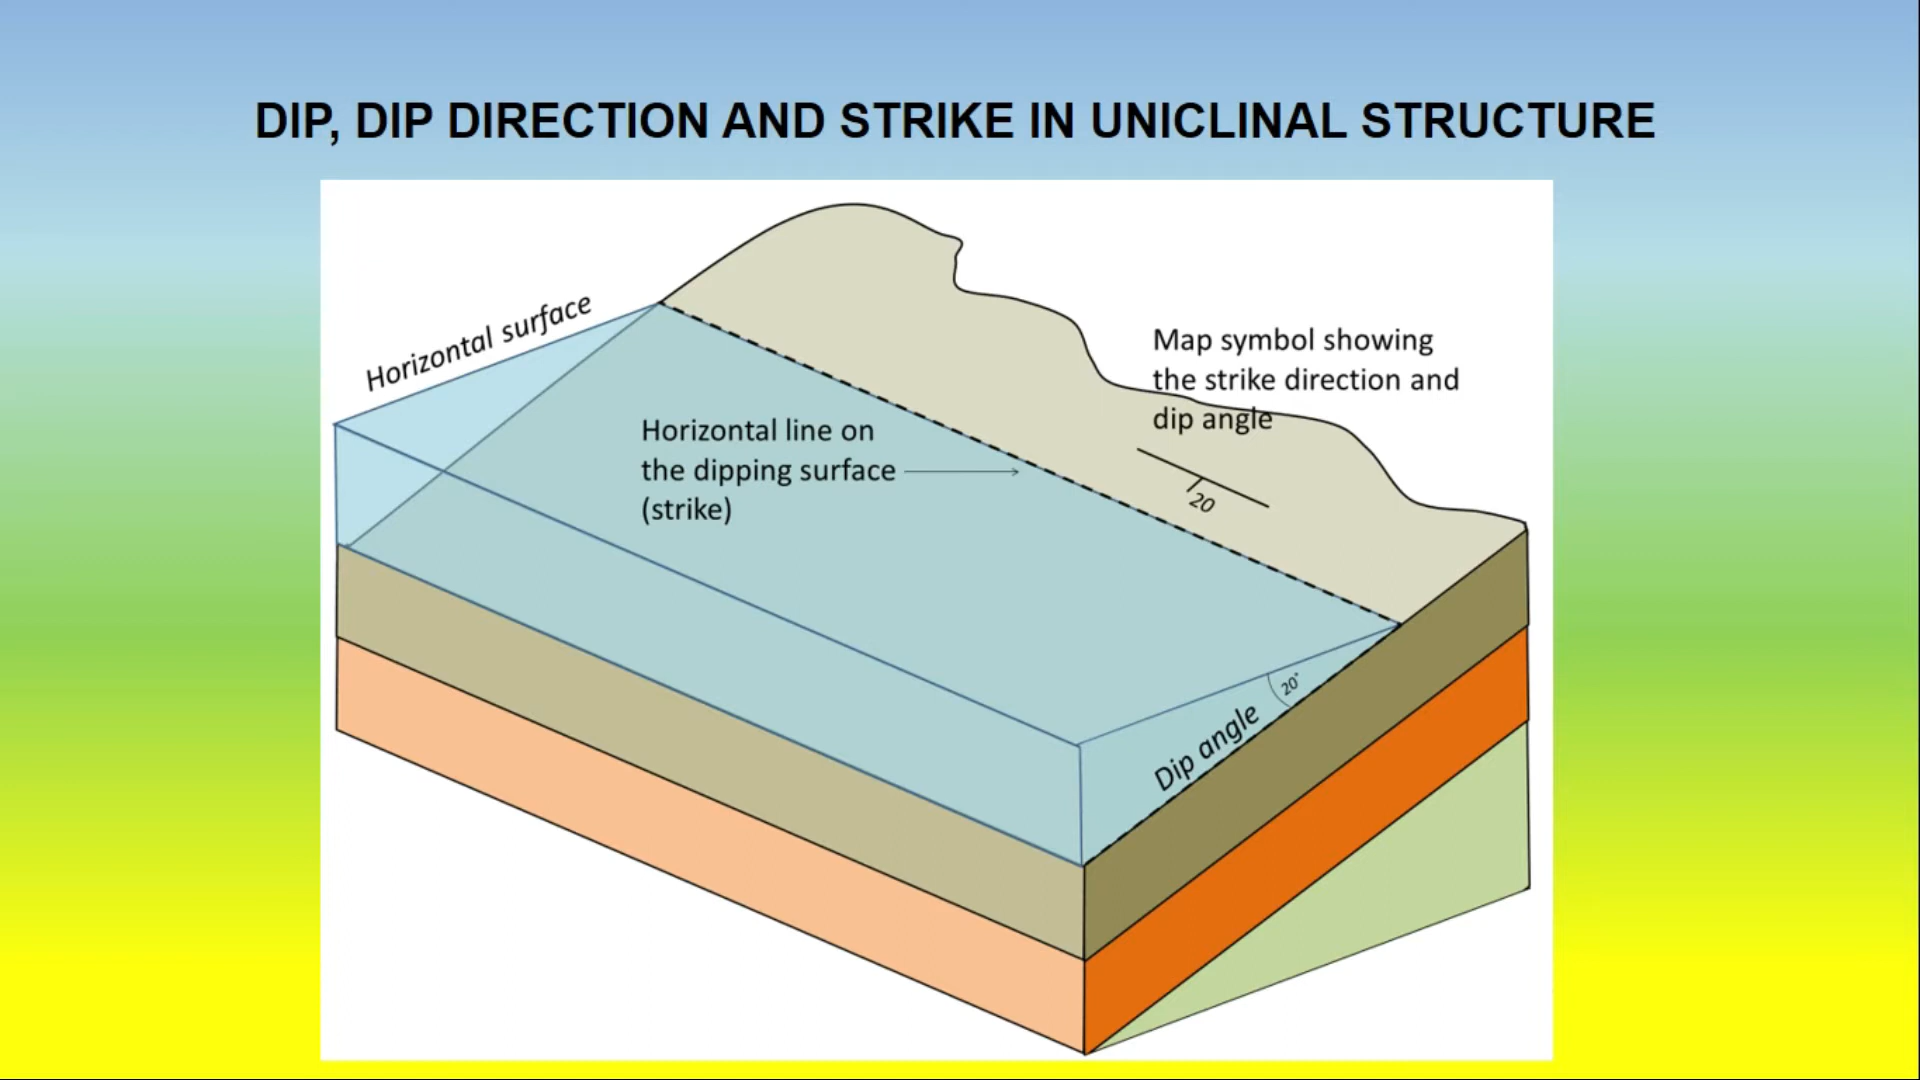 DIP, DIP DIRECTION AND STRIKE IN UNICLINAL STRUCTURE
Horizontal surface
Map symbol showing
the strike direction and
dip angle
Horizontal line on
the dipping surface
(strike)
20
20°
Dip angle